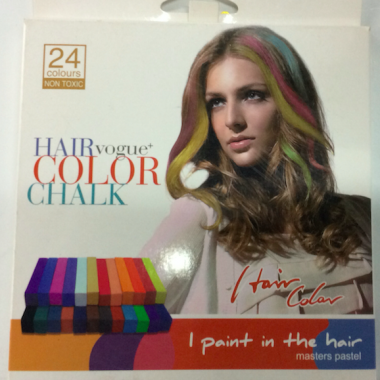 24
colours
NON TOXIC
HAIR vogue+
COLOR
CHALK
Hair
Color
I paint in the hair
masters pastel